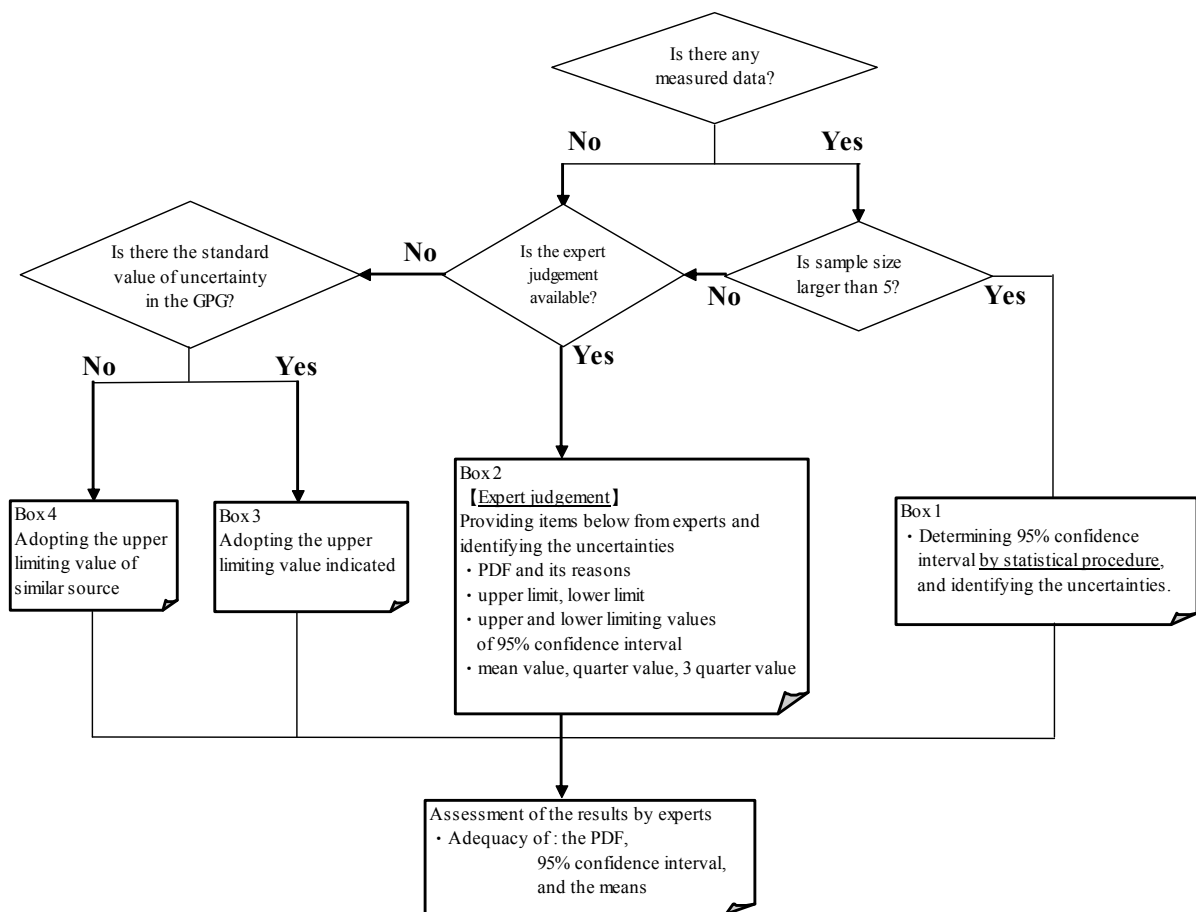 Is there any
measured data?
No
Yes
Is there the standard
value of uncertainty
in the GPG?
No
Is the expert
judgement
available?
No
Is sample size
larger than 5?
Yes
No
Yes
Yes
Box 4
Adopting the upper
limiting value of
similar source
Box 3
Adopting the upper
limiting value indicated
Box 2
【Expert judgement】
Providing items below from experts and
identifying the uncertainties
・PDF and its reasons
・upper limit, lower limit
・upper and lower limiting values
of 95% confidence interval
・mean value, quarter value, 3 quarter value
Box 1
・Determining 95% confidence
interval by statistical procedure,
and identifying the uncertainties.
Assessment of the results by experts
・Adequacy of : the PDF,
95% confidence interval,
and the means